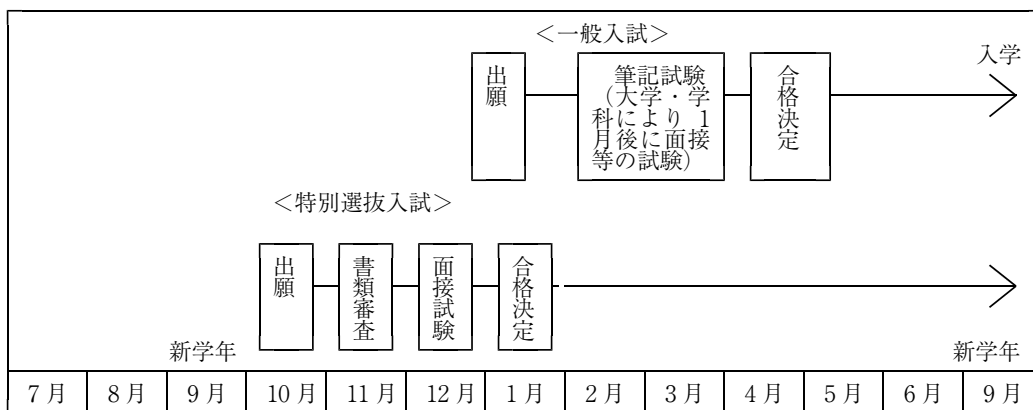 <一般入試>
入学
出願
筆記試験
(大学・学
科により 1
月後に面接
等の試験)
合格決定
<特別選抜入試>
出願
書類審査
面接試験
合格決定
新学年
新学年
7月 8月 9月 10月 11月 12月 1月 2月 3月 4月 5月 6月 9月